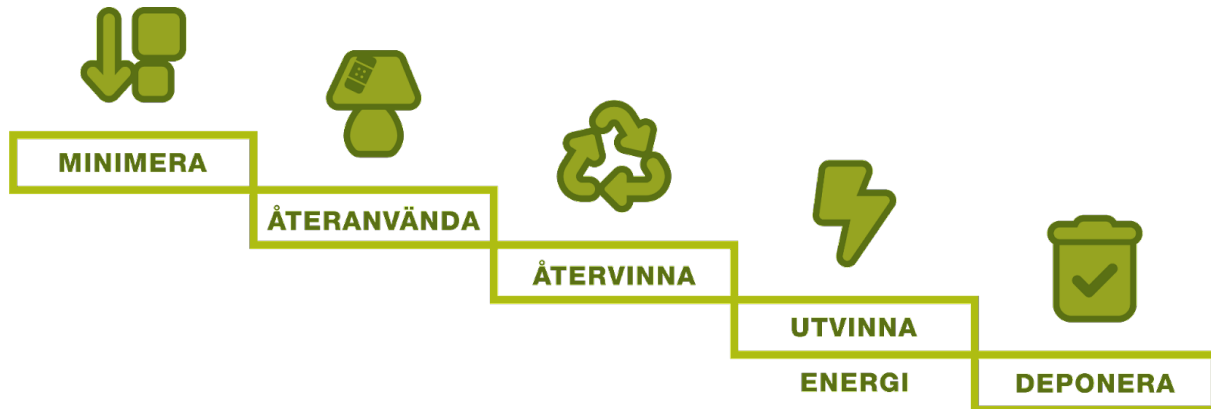 MINIMERA
ÅTERANVÄNDA
ÅTERVINNA
UTVINNA
ENERGI
DEPONERA